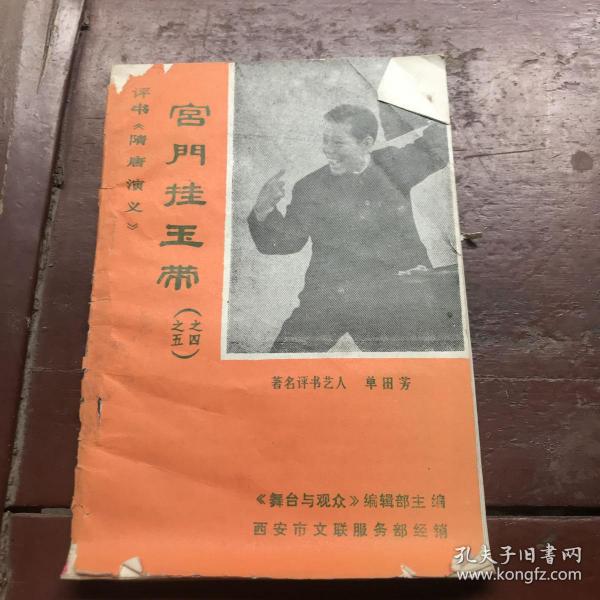 评书《隋唐演义》
宫門挂玉带
（之四
之五）
著名评书艺人 单田芳
《舞台与观众》编辑部主编
西安市文联服务部经销
孔夫子旧书网
www.kongfz.com